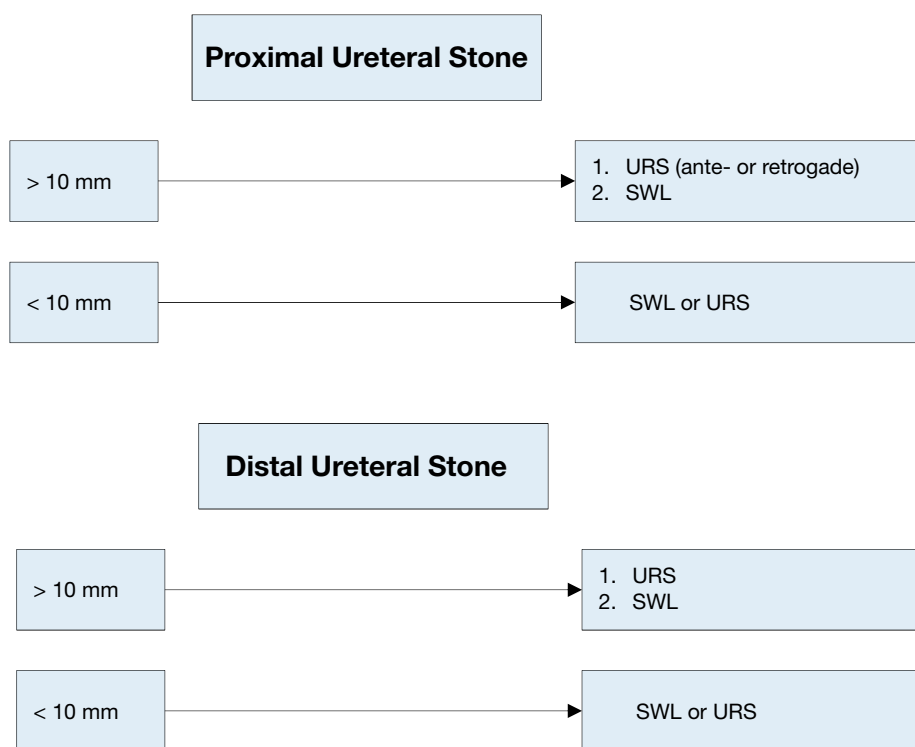 Proximal Ureteral Stone
> 10 mm
1. URS (ante- or retrogade)
2. SWL
< 10 mm
SWL or URS
Distal Ureteral Stone
> 10 mm
1. URS
2. SWL
< 10 mm
SWL or URS